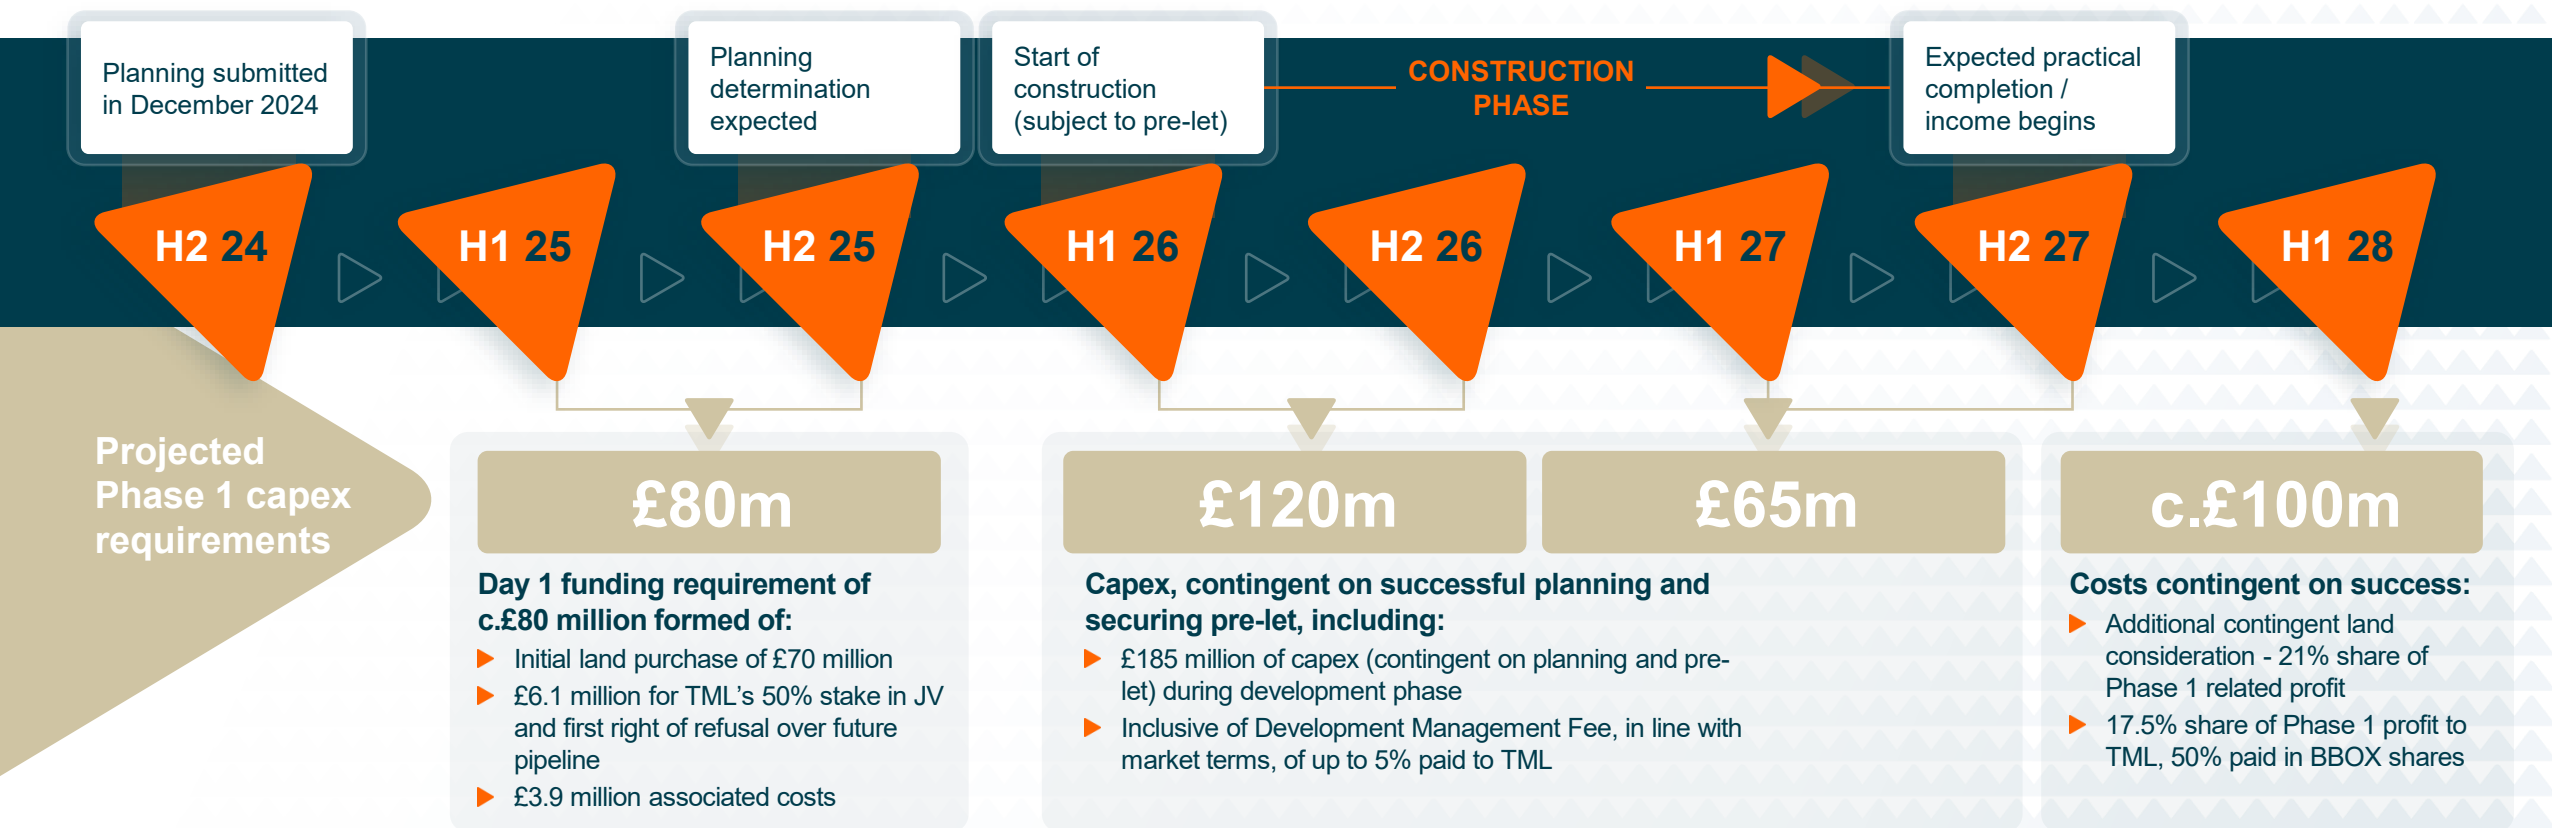 Planning submitted
in December 2024
Planning
determination
expected
Start of
construction
(subject to pre-let)
CONSTRUCTION
PHASE
Expected practical
completion /
income begins
H2 24
H1 25
H2 25
H1 26
H2 26
H1 27
H2 27
H1 28
Projected
Phase 1 capex
requirements
£80m
Day 1 funding requirement of
c.£80 million formed of:
Initial land purchase of £70 million
£6.1 million for TML’s 50% stake in JV
and first right of refusal over future
pipeline
£3.9 million associated costs
£120m
£65m
Capex, contingent on successful planning and
securing pre-let, including:
£185 million of capex (contingent on planning and pre-
let) during development phase
Inclusive of Development Management Fee, in line with
market terms, of up to 5% paid to TML
c.£100m
Costs contingent on success:
Additional contingent land
consideration - 21% share of
Phase 1 related profit
17.5% share of Phase 1 profit to
TML, 50% paid in BBOX shares